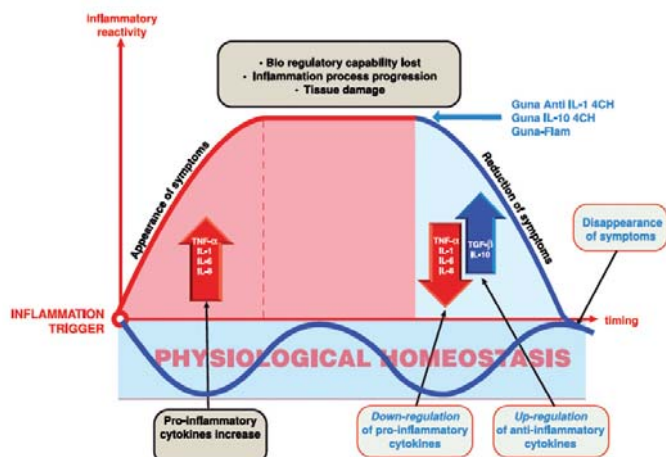 Inflammatory
reactivity
- Bio regulatory capability lost
- Inflammation process progression
- Tissue damage
Guna Anti IL-1 4CH
Guna IL-10 4CH
Guna-Flam
Appearance of symptoms
Reduction of symptoms
Disappearance
of symptoms
TNF-α
IL-1
IL-6
IL-8
TNF-α
IL-1
IL-6
IL-8
TGF-β
IL-10
INFLAMMATION
TRIGGER
timing
PHYSIOLOGICAL HOMEOSTASIS
Pro-inflammatory
cytokines increase
Down-regulation
of pro-inflammatory
cytokines
Up-regulation
of anti-inflammatory
cytokines